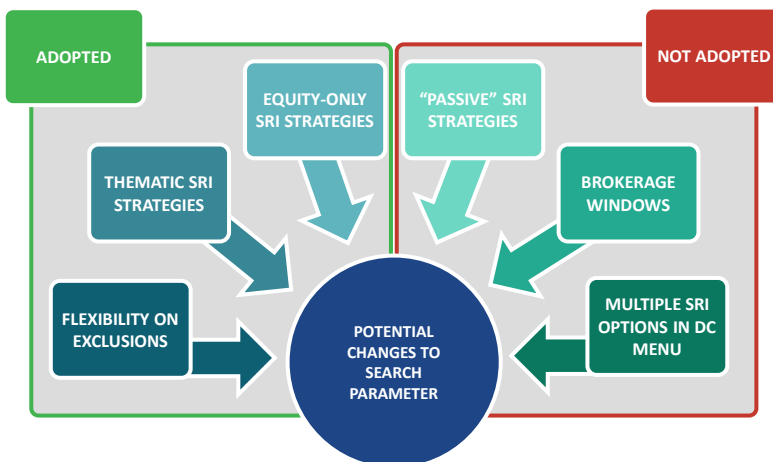 ADOPTED
NOT ADOPTED
EQUITY-ONLY
SRI STRATEGIES
“PASSIVE” SRI
STRATEGIES
THEMATIC SRI
STRATEGIES
BROKERAGE
WINDOWS
FLEXIBILITY ON
EXCLUSIONS
POTENTIAL
CHANGES TO
SEARCH
PARAMETER
MULTIPLE SRI
OPTIONS IN DC
MENU